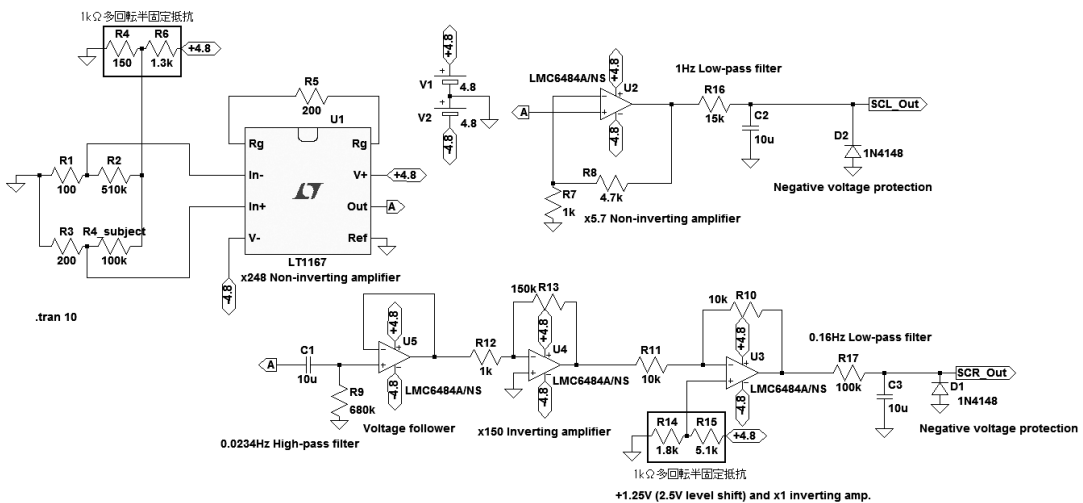 1kΩ多回転半固定抵抗
R4
R6
+4.8
150
1.3k
R5
200
U1
Rg
Rg
In-
V+
+4.8
In+
Out
A
V-
Ref
LT
LT1167
-4.8
x248 Non-inverting amplifier
R1
100
R2
510k
R3
200
R4_subject
100k
.tran 10
+4.8
V1
4.8
V2
4.8
-4.8
LMC6484A/NS
+4.8
U2
A
-4.8
R8
4.7k
R7
1k
x5.7 Non-inverting amplifier
1Hz Low-pass filter
R16
15k
C2
10u
SCL_Out
D2
1N4148
Negative voltage protection
A
C1
10u
R9
680k
0.0234Hz High-pass filter
+4.8
U5
-4.8
LMC6484A/NS
Voltage follower
R12
1k
150k
R13
+4.8
U4
-4.8
LMC6484A/NS
x150 Inverting amplifier
R11
10k
10k
R10
+4.8
U3
LMC6484A/NS
-4.8
R14
1.8k
R15
5.1k
+4.8
1kΩ多回転半固定抵抗
+1.25V (2.5V level shift) and x1 inverting amp.
0.16Hz Low-pass filter
R17
100k
C3
10u
SCR_Out
D1
1N4148
Negative voltage protection